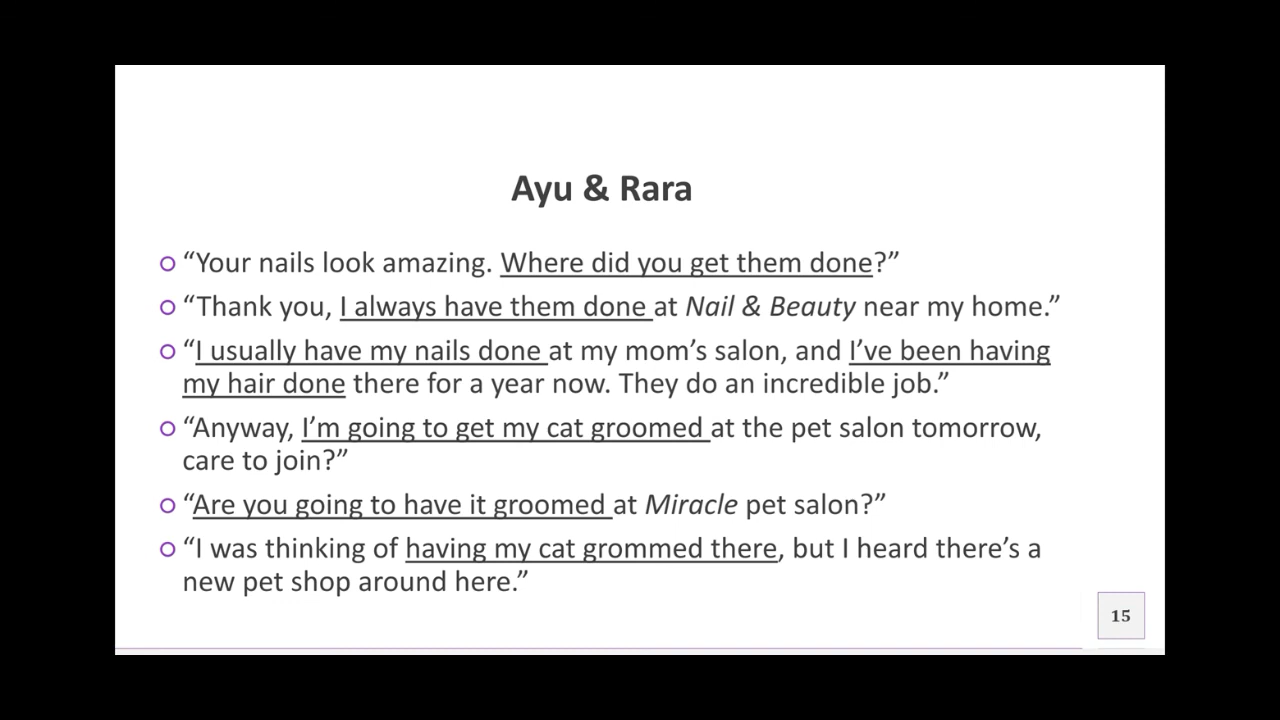 Ayu & Rara
“Your nails look amazing. Where did you get them done?”
“Thank you, I always have them done at Nail & Beauty near my home.”
“I usually have my nails done at my mom’s salon, and I’ve been having
my hair done there for a year now. They do an incredible job.”
“Anyway, I’m going to get my cat groomed at the pet salon tomorrow,
care to join?”
“Are you going to have it groomed at Miracle pet salon?”
“I was thinking of having my cat grommed there, but I heard there’s a
new pet shop around here.”
15